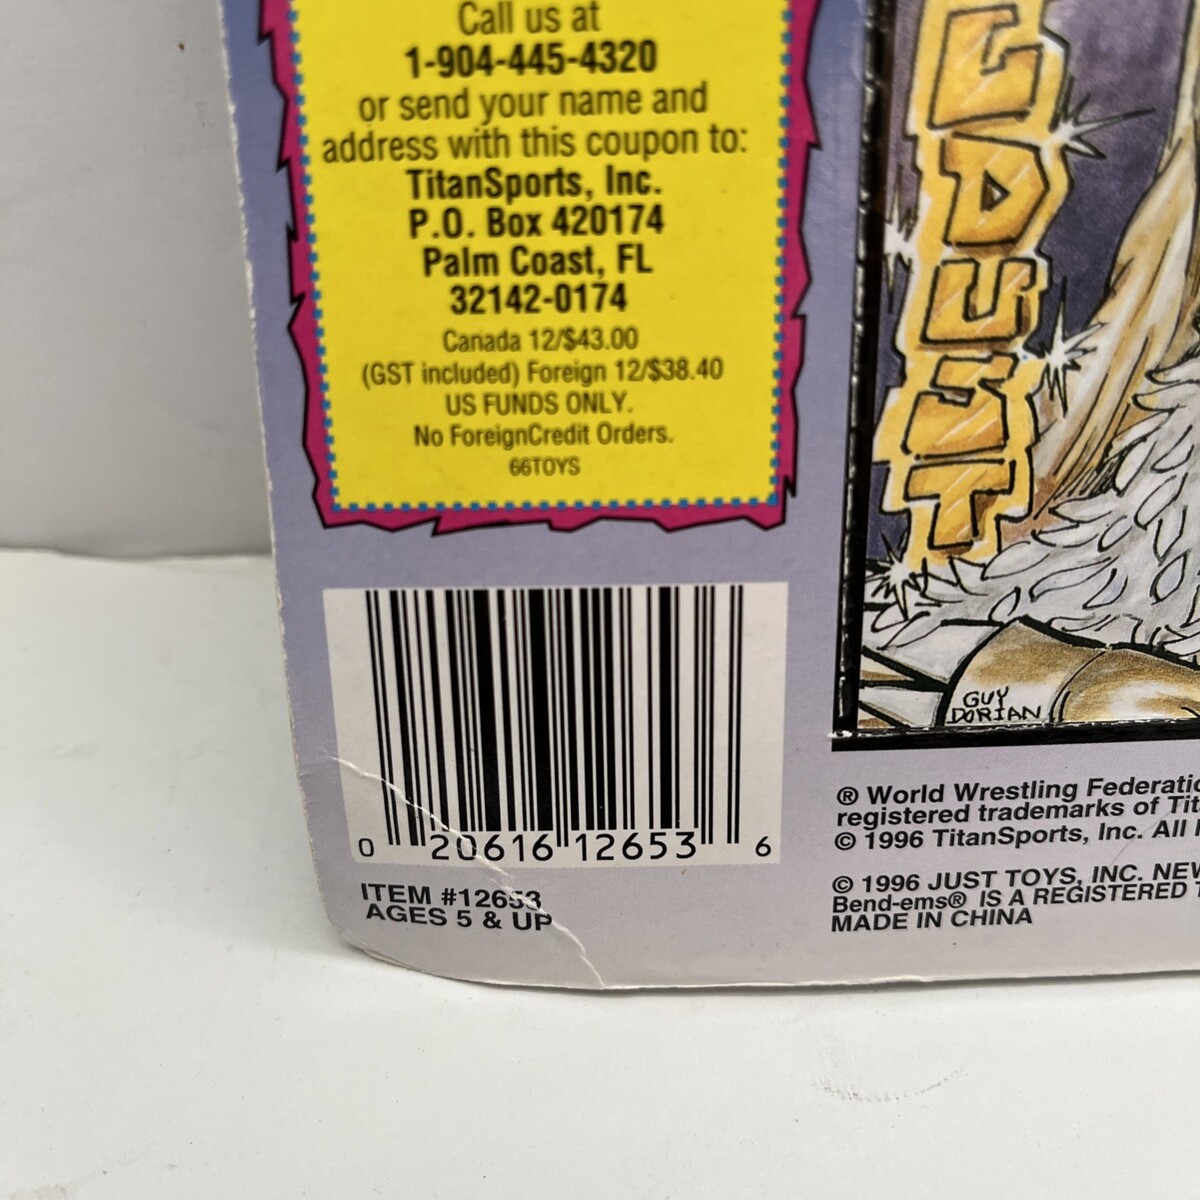 Call us at
1-904-445-4320
or send your name and
address with this coupon to:
TitanSports, Inc.
P.O. Box 420174
Palm Coast, FL
32142-0174
Canada 12/$43.00
(GST included) Foreign 12/$38.40
US FUNDS ONLY.
No ForeignCredit Orders.
66TOYS
0 20616 12653 6
ITEM #12653
AGES 5 & UP
DUST
GUY
DORIAN
® World Wrestling
registered trademarks of
© 1996 TitanSports, Inc. All
© 1996 JUST TOYS, INC.
Bend-ems® IS A REGISTERED
MADE IN CHINA